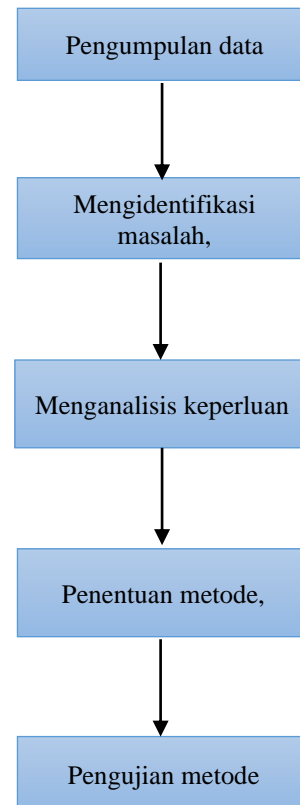 Pengumpulan data
Mengidentifikasi
masalah,
Menganalisis keperluan
Penentuan metode,
Pengujian metode